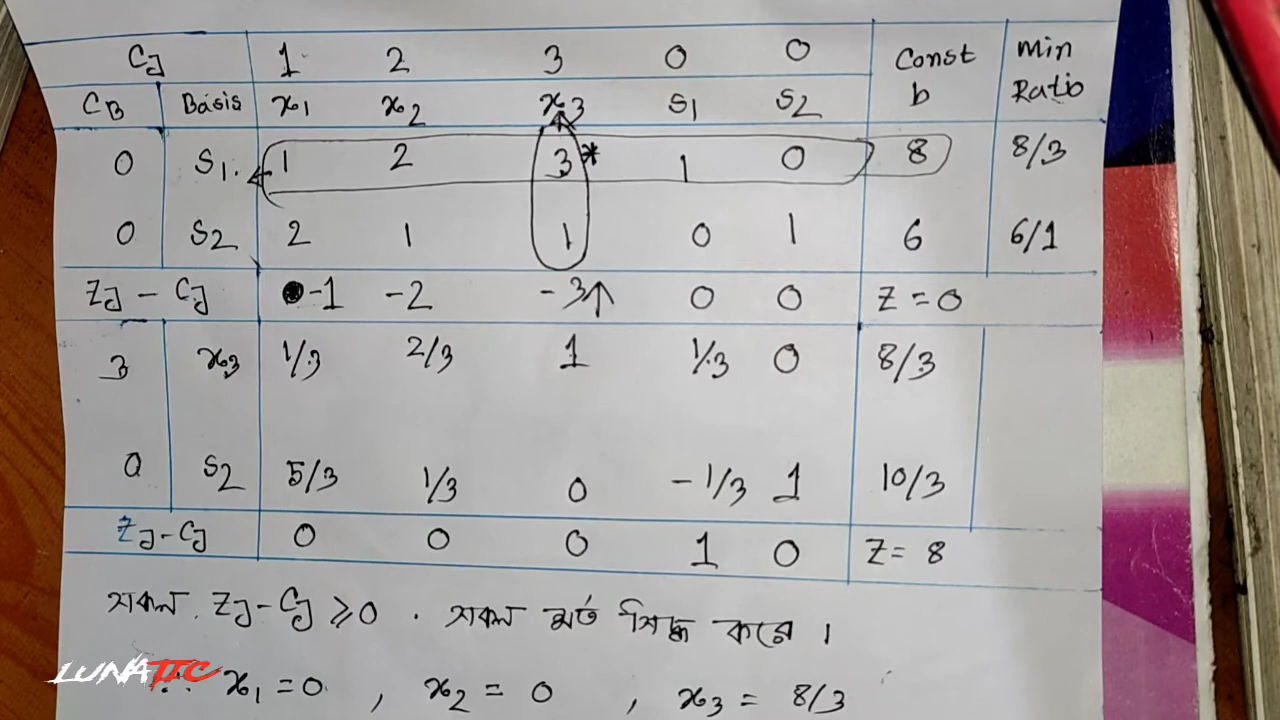 Cj 1 2 3 0 0 Const b Min Ratio
CB Basis x1 x2 x3 s1 s2
0 s1. 1 2 3* 1 0 8 8/3
0 s2 2 1 1 0 1 6 6/1
Zj - Cj -1 -2 -3↑ 0 0 Z = 0
3 x3 1/3 2/3 1 1/3 0 8/3
0 s2 5/3 1/3 0 -1/3 1 10/3
Zj - Cj 0 0 0 1 0 Z = 8
সকল Zj - Cj ≥ 0 . সকল শর্ত সিদ্ধ করে ।
LUNATIC
∴ x1 = 0 , x2 = 0 , x3 = 8/3